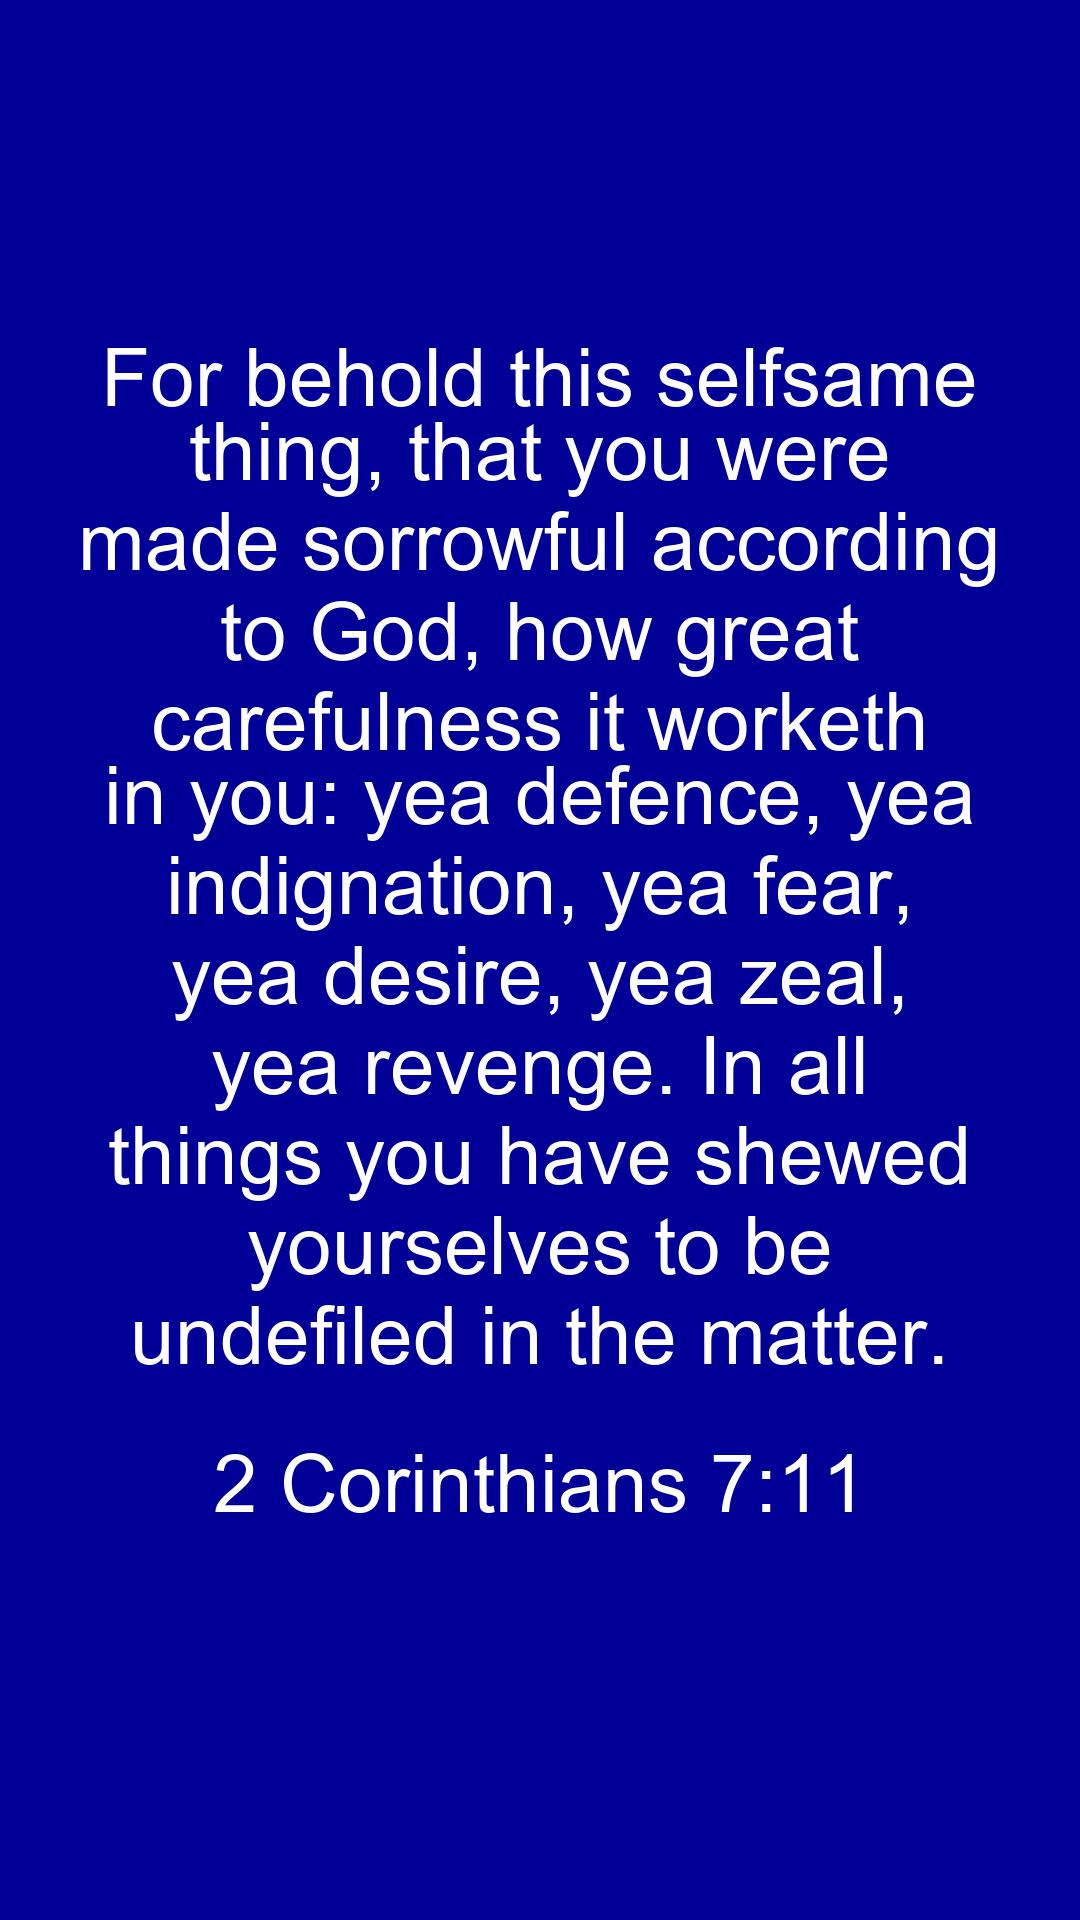 For behold this selfsame
thing, that you were
made sorrowful according
to God, how great
carefulness it worketh
in you: yea defence, yea
indignation, yea fear,
yea desire, yea zeal,
yea revenge. In all
things you have shewed
yourselves to be
undefiled in the matter.
2 Corinthians 7:11